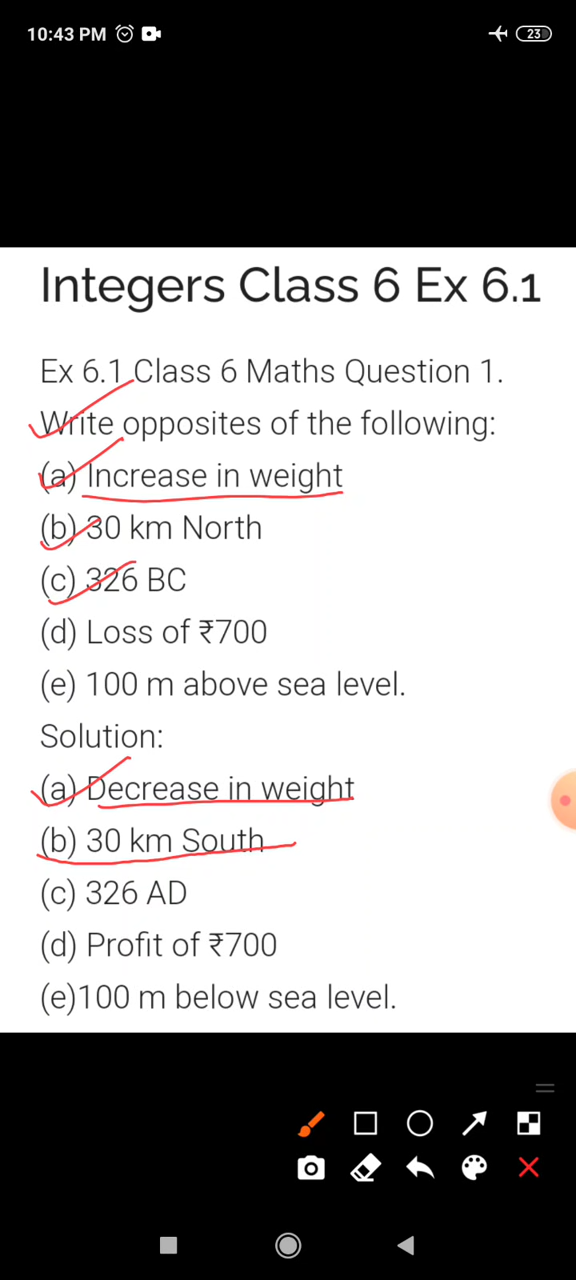 10:43 PM 23
Integers Class 6 Ex 6.1
Ex 6.1 Class 6 Maths Question 1.
Write opposites of the following:
(a) Increase in weight
(b) 30 km North
(c) 326 BC
(d) Loss of ₹700
(e) 100 m above sea level.
Solution:
(a) Decrease in weight
(b) 30 km South
(c) 326 AD
(d) Profit of ₹700
(e)100 m below sea level.